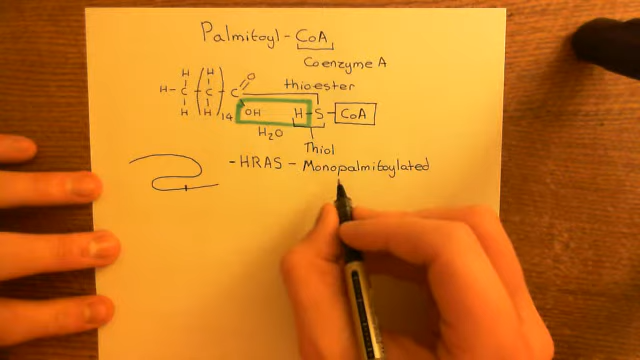 Palmitoyl - CoA
Coenzyme A
thioester
H H O
H - C - C - C
H H 14 OH H - S - CoA
H2O
Thiol
- HRAS - Monopalmitoylated